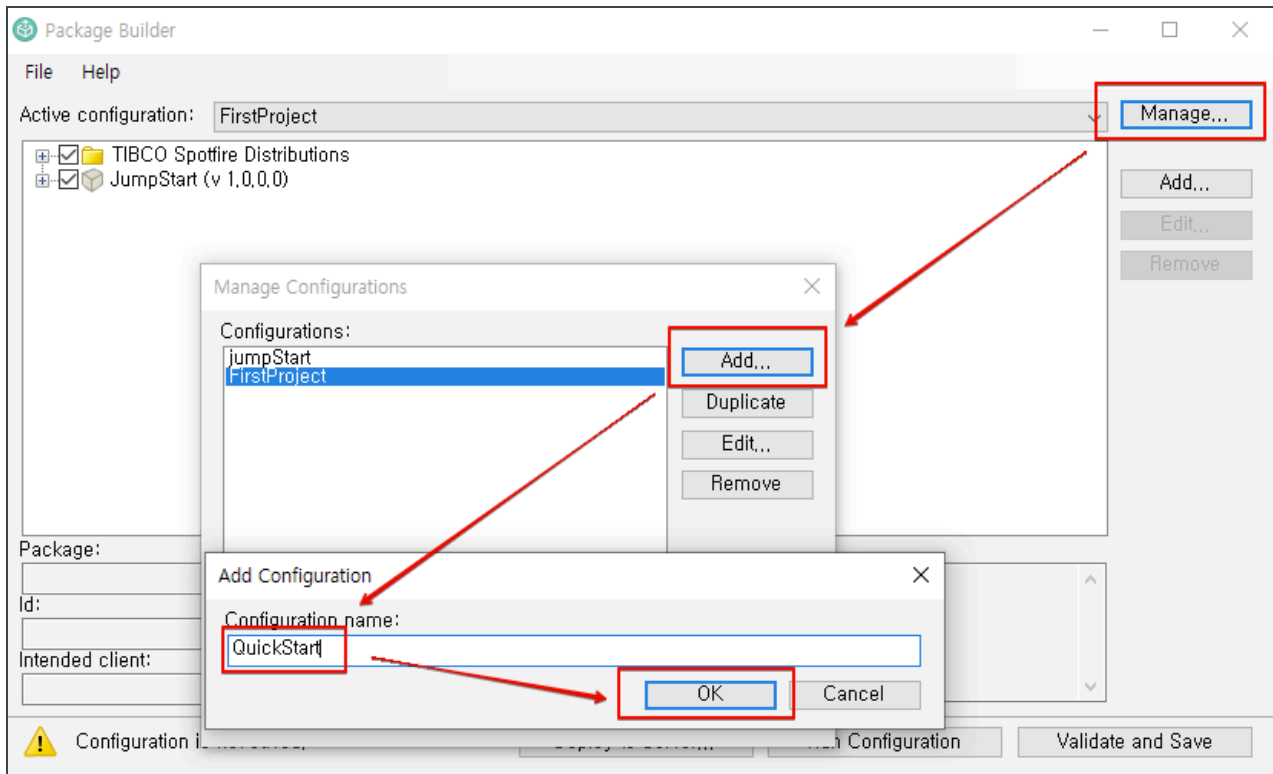 Package Builder
File Help
Active configuration: FirstProject Manage...
TIBCO Spotfire Distributions
JumpStart (v 1.0.0.0)
Add...
Edit...
Remove
Manage Configurations
Configurations:
jumpStart
FirstProject
Add...
Duplicate
Edit...
Remove
Package:
Id:
Intended client:
Add Configuration
Configuration name:
QuickStart
OK Cancel
Configuration Configuration Validate and Save